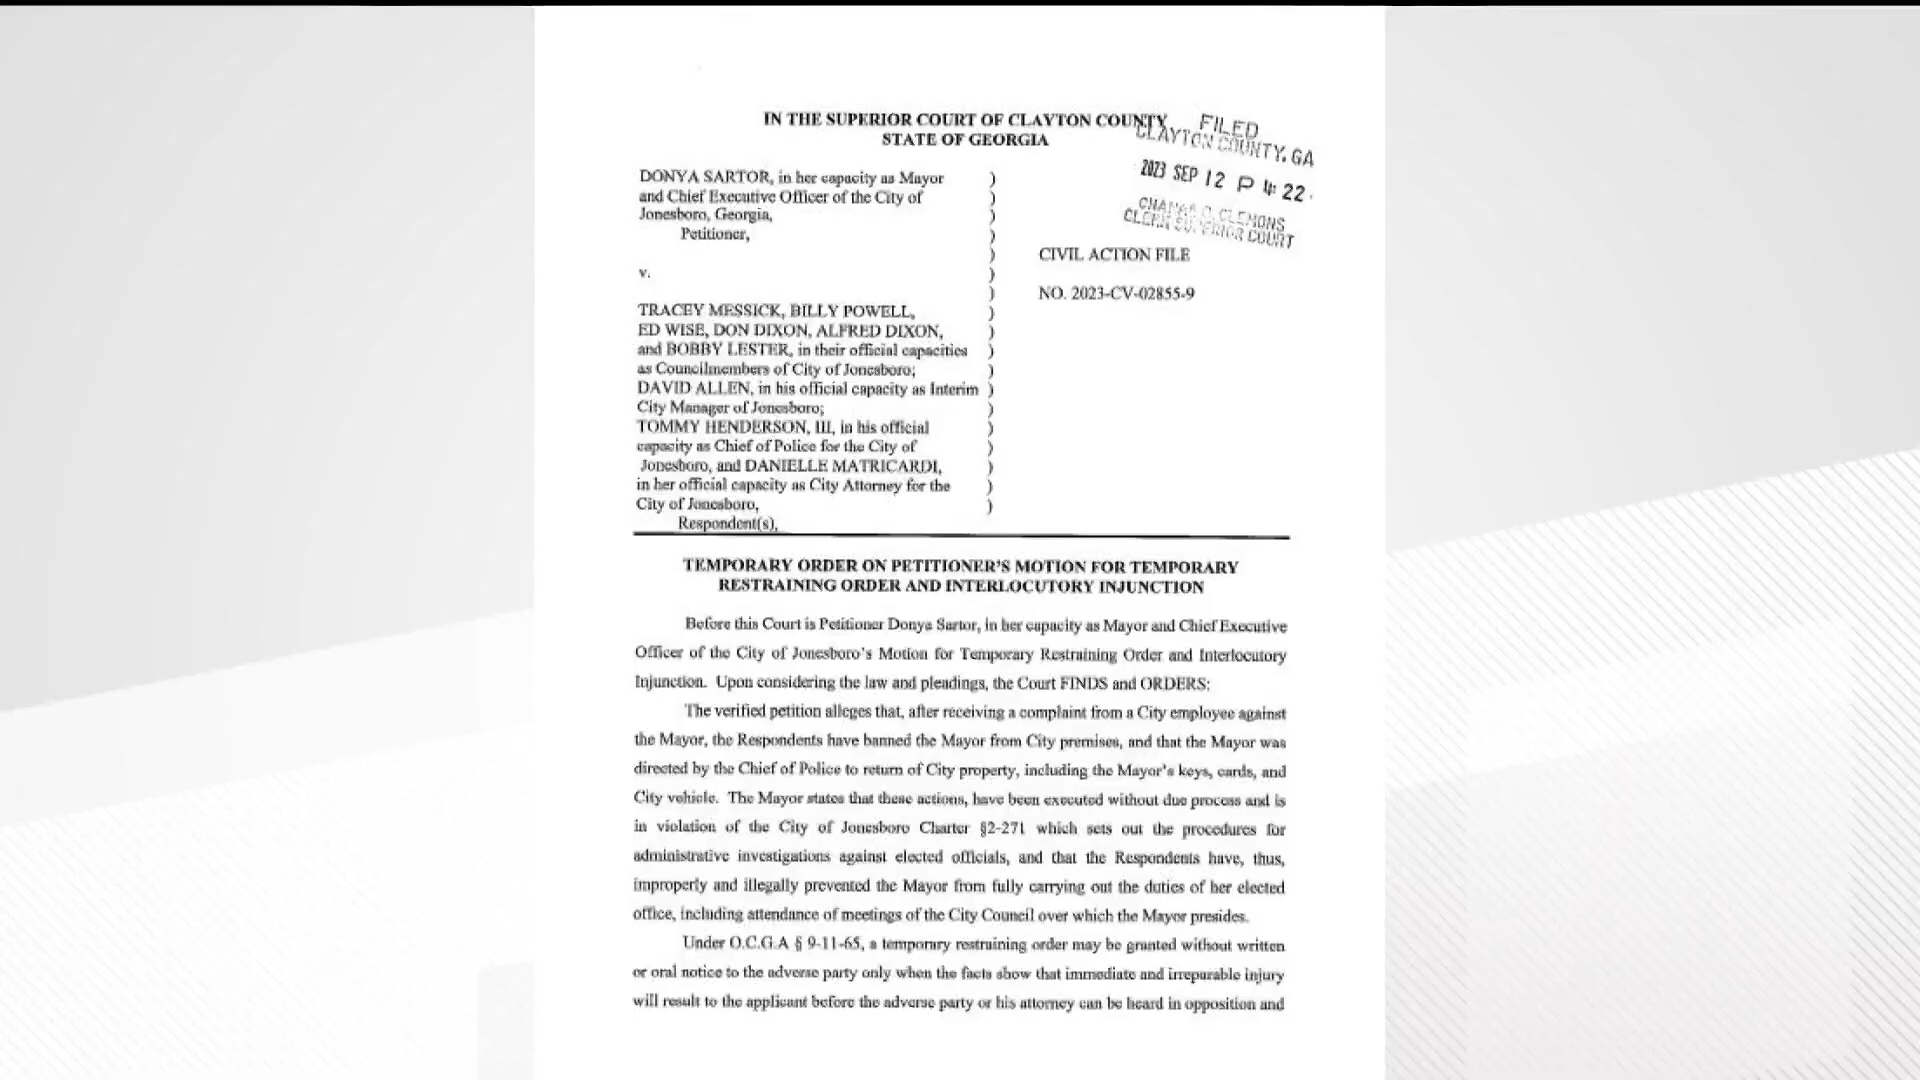 IN THE SUPERIOR COURT OF CLAYTON COUNTY
STATE OF GEORGIA
FILED
CLAYTON COUNTY, GA
2023 SEP 12 P 4:22
CLEMONS
CLERK SUPERIOR COURT
DONYA SARTOR, in her capacity as Mayor )
and Chief Executive Officer of the City of )
Jonesboro, Georgia, )
Petitioner, )
)
v. )
)
TRACEY MESSICK, BILLY POWELL, )
ED WISE, DON DIXON, ALFRED DIXON, )
and BOBBY LESTER, in their official capacities )
as Councilmembers of City of Jonesboro; )
DAVID ALLEN, in his official capacity as Interim )
City Manager of Jonesboro; )
TOMMY HENDERSON, III, in his official )
capacity as Chief of Police for the City of )
Jonesboro, and DANIELLE MATRICARDI, )
in her official capacity as City Attorney for the )
City of Jonesboro, )
Respondent(s).
CIVIL ACTION FILE
NO. 2023-CV-02855-9
TEMPORARY ORDER ON PETITIONER'S MOTION FOR TEMPORARY
RESTRAINING ORDER AND INTERLOCUTORY INJUNCTION
Before this Court is Petitioner Donya Sartor, in her capacity as Mayor and Chief Executive
Officer of the City of Jonesboro's Motion for Temporary Restraining Order and Interlocutory
Injunction. Upon considering the law and pleadings, the Court FINDS and ORDERS:
The verified petition alleges that, after receiving a complaint from a City employee against
the Mayor, the Respondents have banned the Mayor from City premises, and that the Mayor was
directed by the Chief of Police to return of City property, including the Mayor's keys, cards, and
City vehicle. The Mayor states that these actions, have been executed without due process and is
in violation of the City of Jonesboro Charter §2-271 which sets out the procedures for
administrative investigations against elected officials, and that the Respondents have, thus,
improperly and illegally prevented the Mayor from fully carrying out the duties of her elected
office, including attendance of meetings of the City Council over which the Mayor presides.
Under O.C.G.A § 9-11-65, a temporary restraining order may be granted without written
or oral notice to the adverse party only when the facts show that immediate and irreparable injury
will result to the applicant before the adverse party or his attorney can be heard in opposition and